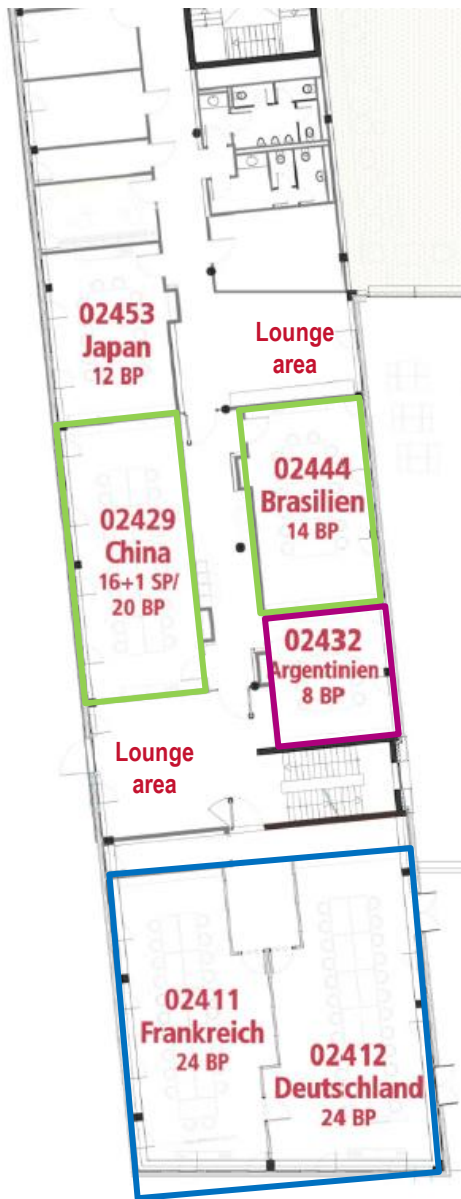 02453
Japan
12 BP
Lounge
area
02444
Brasilien
14 BP
02429
China
16+1 SP/
20 BP
02432
Argentinien
8 BP
Lounge
area
02411
Frankreich
24 BP
02412
Deutschland
24 BP